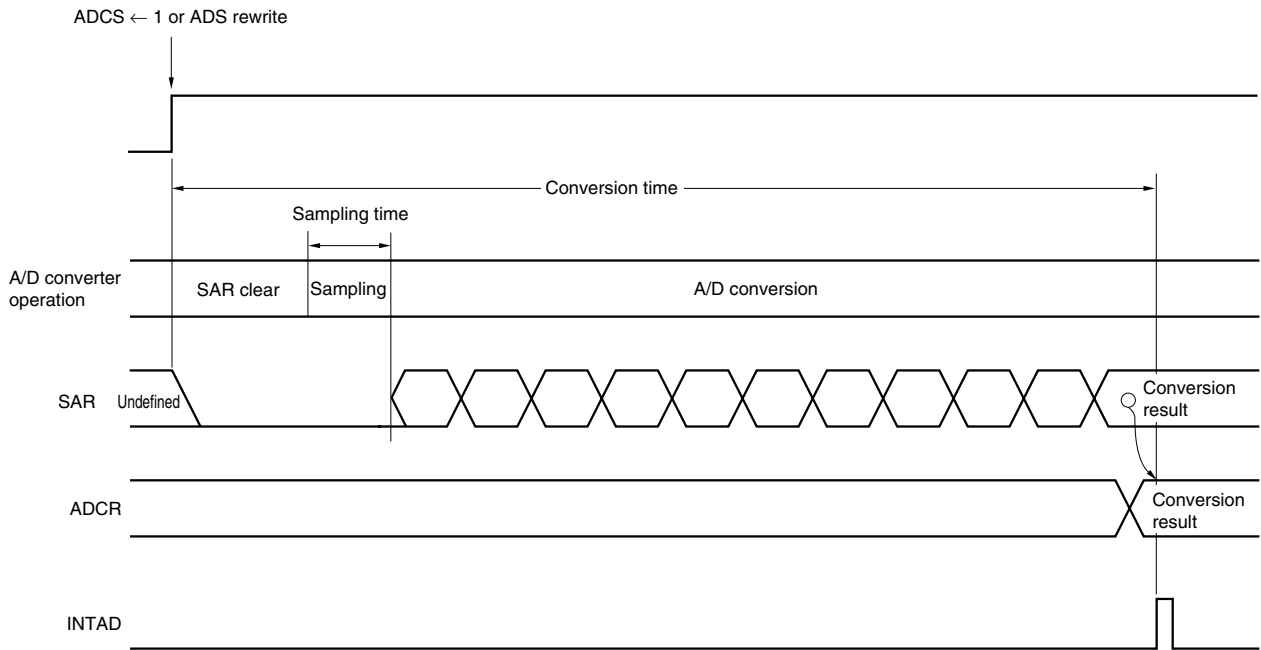 ADCS ← 1 or ADS rewrite
Conversion time
Sampling time
A/D converter
operation
SAR clear
Sampling
A/D conversion
SAR
Undefined
Conversion
result
ADCR
Conversion
result
INTAD